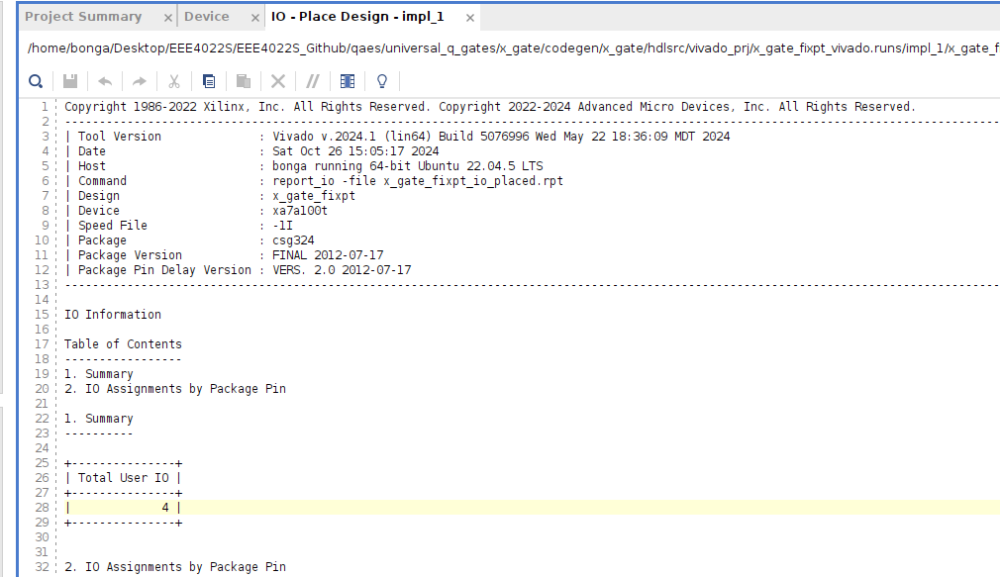 Project Summary × Device × IO - Place Design - impl_1 ×
/home/bonga/Desktop/EEE4022S/EEE4022S_Github/qaes/universal_q_gates/x_gate/codegen/x_gate/hdlsrc/vivado_prj/x_gate_fixpt_vivado.runs/impl_1/x_gate_f
1 Copyright 1986-2022 Xilinx, Inc. All Rights Reserved. Copyright 2022-2024 Advanced Micro Devices, Inc. All Rights Reserved.
2 ---------------------------------------------------------------------------------------------------------------------------------------
3 | Tool Version              : Vivado v.2024.1 (lin64) Build 5076996 Wed May 22 18:36:09 MDT 2024
4 | Date                      : Sat Oct 26 15:05:17 2024
5 | Host                      : bonga running 64-bit Ubuntu 22.04.5 LTS
6 | Command                   : report_io -file x_gate_fixpt_io_placed.rpt
7 | Design                    : x_gate_fixpt
8 | Device                    : xa7a100t
9 | Speed File                : -1I
10 | Package                   : csg324
11 | Package Version           : FINAL 2012-07-17
12 | Package Pin Delay Version : VERS. 2.0 2012-07-17
13 ---------------------------------------------------------------------------------------------------------------------------------------
14
15 IO Information
16
17 Table of Contents
18 -----------------
19 1. Summary
20 2. IO Assignments by Package Pin
21
22 1. Summary
23 ----------
24
25 +---------------+
26 | Total User IO |
27 +---------------+
28 |             4 |
29 +---------------+
30
31
32 2. IO Assignments by Package Pin